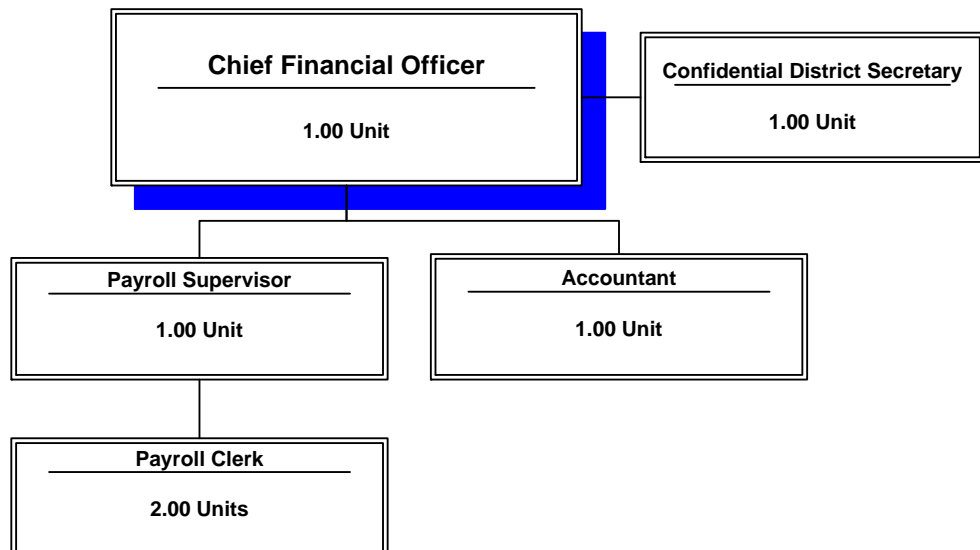 Chief Financial Officer
1.00 Unit
Confidential District Secretary
1.00 Unit
Payroll Supervisor
1.00 Unit
Accountant
1.00 Unit
Payroll Clerk
2.00 Units